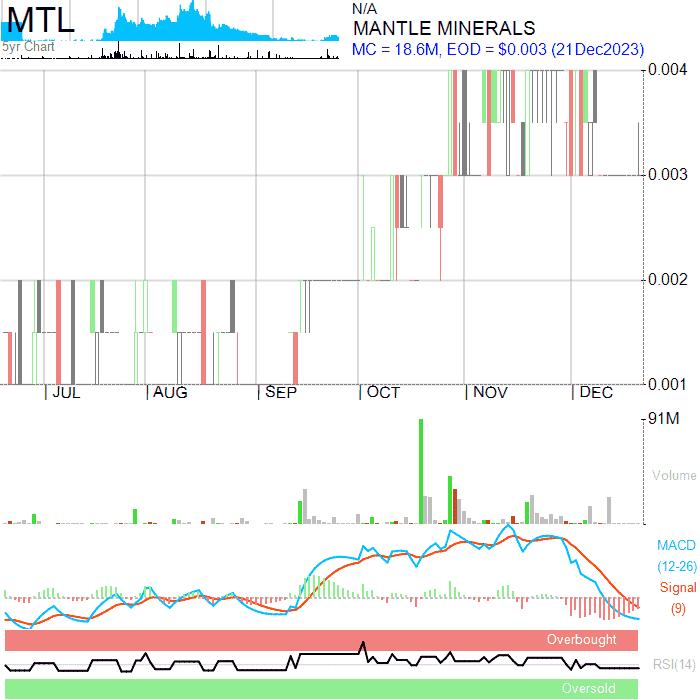 MTL
5yr Chart
N/A
MANTLE MINERALS
MC = 18.6M, EOD = $0.003 (21Dec2023)
0.004
0.003
0.002
0.001
JUL
AUG
SEP
OCT
NOV
DEC
91M
Volume
MACD
(12-26)
Signal
(9)
Overbought
RSI(14)
Oversold